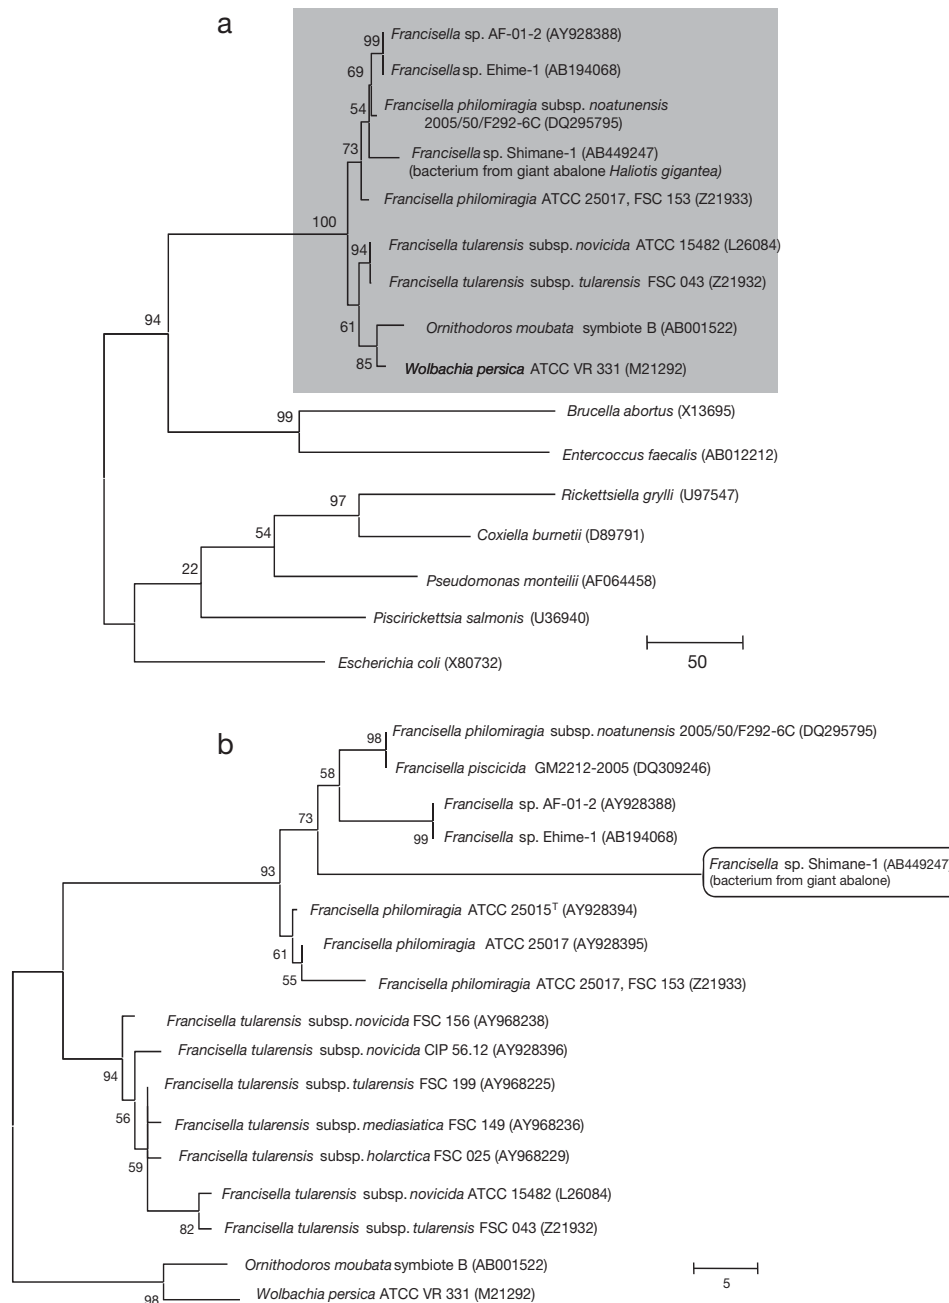 a
99
Francisella sp. AF-01-2 (AY928388)
Francisella sp. Ehime-1 (AB194068)
69
54
Francisella philomiragia subsp. noatunensis
2005/50/F292-6C (DQ295795)
73
Francisella sp. Shimane-1 (AB449247)
(bacterium from giant abalone Haliotis gigantea)
Francisella philomiragia ATCC 25017, FSC 153 (Z21933)
100
94
Francisella tularensis subsp. novicida ATCC 15482 (L26084)
Francisella tularensis subsp. tularensis FSC 043 (Z21932)
94
61
Ornithodoros moubata symbiote B (AB001522)
85
Wolbachia persica ATCC VR 331 (M21292)
99
Brucella abortus (X13695)
Entercoccus faecalis (AB012212)
97
Rickettsiella grylli (U97547)
54
Coxiella burnetii (D89791)
22
Pseudomonas monteilii (AF064458)
Piscirickettsia salmonis (U36940)
Escherichia coli (X80732)
50
b
98
Francisella philomiragia subsp. noatunensis 2005/50/F292-6C (DQ295795)
Francisella piscicida GM2212-2005 (DQ309246)
58
Francisella sp. AF-01-2 (AY928388)
73
99
Francisella sp. Ehime-1 (AB194068)
93
Francisella sp. Shimane-1 (AB449247)
(bacterium from giant abalone)
Francisella philomiragia ATCC 25015T (AY928394)
61
Francisella philomiragia ATCC 25017 (AY928395)
55
Francisella philomiragia ATCC 25017, FSC 153 (Z21933)
Francisella tularensis subsp. novicida FSC 156 (AY968238)
Francisella tularensis subsp. novicida CIP 56.12 (AY928396)
94
Francisella tularensis subsp. tularensis FSC 199 (AY968225)
56
Francisella tularensis subsp. mediasiatica FSC 149 (AY968236)
Francisella tularensis subsp. holarctica FSC 025 (AY968229)
59
Francisella tularensis subsp. novicida ATCC 15482 (L26084)
82
Francisella tularensis subsp. tularensis FSC 043 (Z21932)
Ornithodoros moubata symbiote B (AB001522)
98
Wolbachia persica ATCC VR 331 (M21292)
5